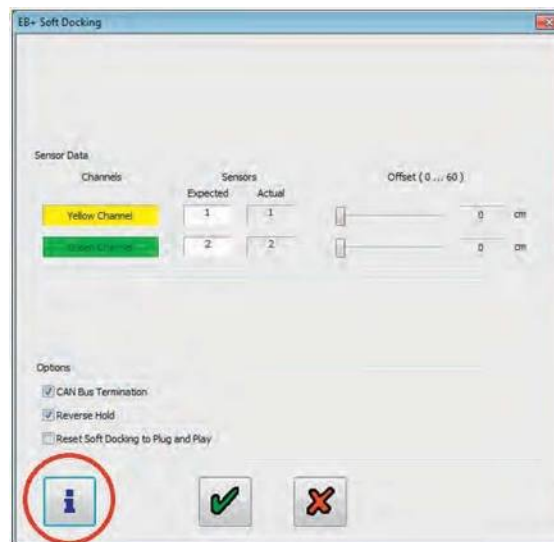 EB+ Soft Docking
Sensor Data
Channels Sensors Offset ( 0 ... 60 )
Expected Actual
Yellow Channel 1 1 0 cm
Green Channel 2 2 0 cm
Options
CAN Bus Termination
Reverse Hold
Reset Soft Docking to Plug and Play
i